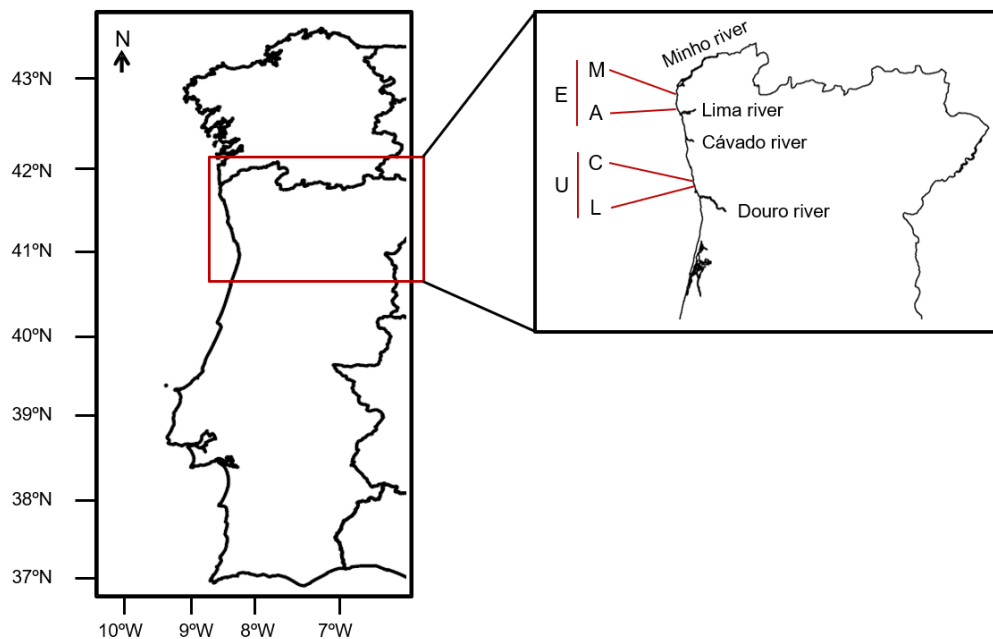 N
43ºN
42ºN
41ºN
40ºN
39ºN
38ºN
37ºN
10ºW
9ºW
8ºW
7ºW
Minho river
E
M
A
Lima river
Cávado river
U
C
L
Douro river